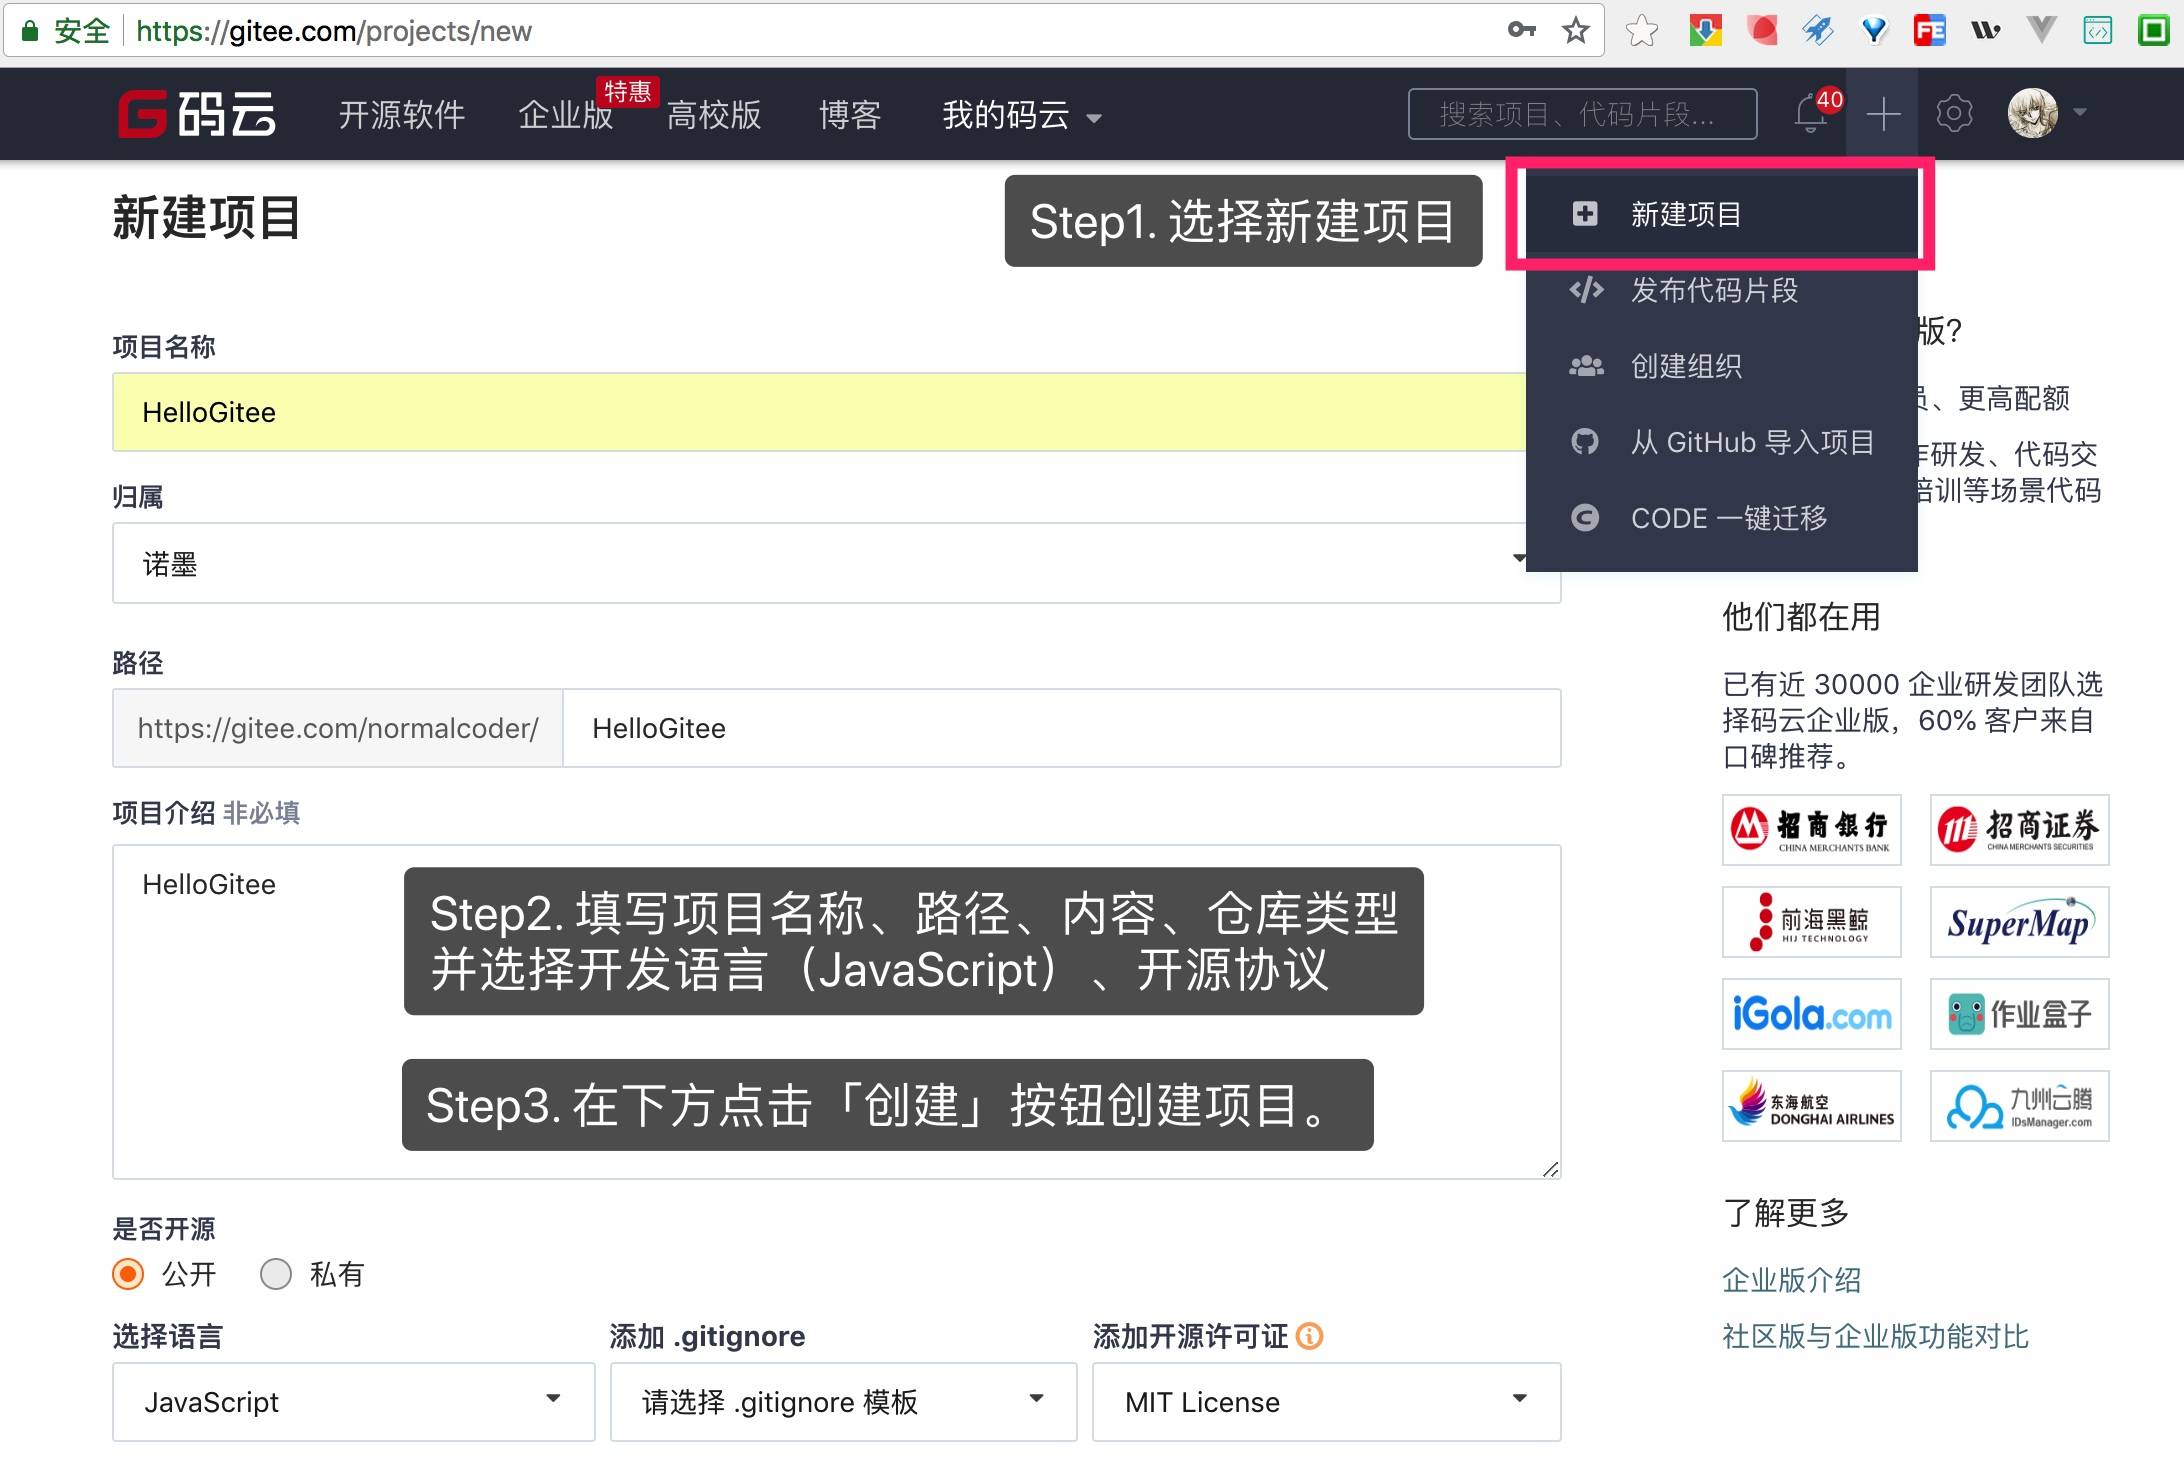 安全 https://gitee.com/projects/new
FE
码云 开源软件 企业版 特惠 高校版 博客 我的码云 搜索项目、代码片段... 40
新建项目
Step1. 选择新建项目
新建项目
发布代码片段
创建组织
从 GitHub 导入项目
CODE 一键迁移
版?
、更高配额
研发、代码交
培训等场景代码
项目名称
HelloGitee
归属
诺墨
路径
https://gitee.com/normalcoder/ HelloGitee
项目介绍 非必填
HelloGitee
Step2. 填写项目名称、路径、内容、仓库类型
并选择开发语言（JavaScript）、开源协议
Step3. 在下方点击「创建」按钮创建项目。
是否开源
公开 私有
选择语言 添加 .gitignore 添加开源许可证
JavaScript 请选择 .gitignore 模板 MIT License
他们都在用
已有近 30000 企业研发团队选
择码云企业版，60% 客户来自
口碑推荐。
招商银行
CHINA MERCHANTS BANK
招商证券
CHINA MERCHANTS SECURITIES
前海黑鲸
HIJ TECHNOLOGY
SuperMap
iGola.com
作业盒子
东海航空
DONGHAI AIRLINES
九州云腾
IDsManager.com
了解更多
企业版介绍
社区版与企业版功能对比